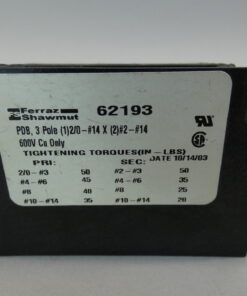 Ferraz
Shawmut
62193
PDB, 3 Pole (1)2/0-#14 X (2)#2-#14
600V Cu Only
TIGHTENING TORQUES(IN-LBS)
PRI: SEC: DATE 10/14/03
2/0-#3 50 #2-#3 50
#4-#6 45 #4-#6 35
#8 40 #8 25
#10-#14 35 #10-#14 20